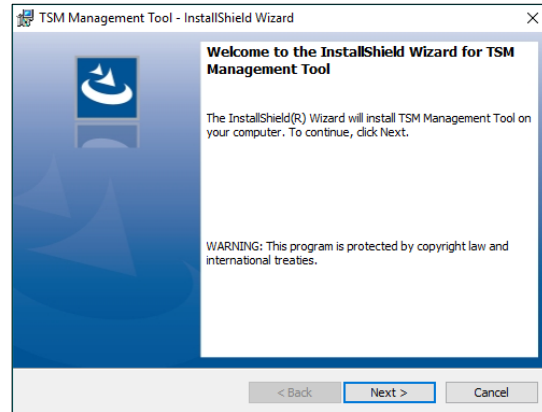 TSM Management Tool - InstallShield Wizard
Welcome to the InstallShield Wizard for TSM
Management Tool
The InstallShield(R) Wizard will install TSM Management Tool on
your computer. To continue, click Next.
WARNING: This program is protected by copyright law and
international treaties.
< Back
Next >
Cancel